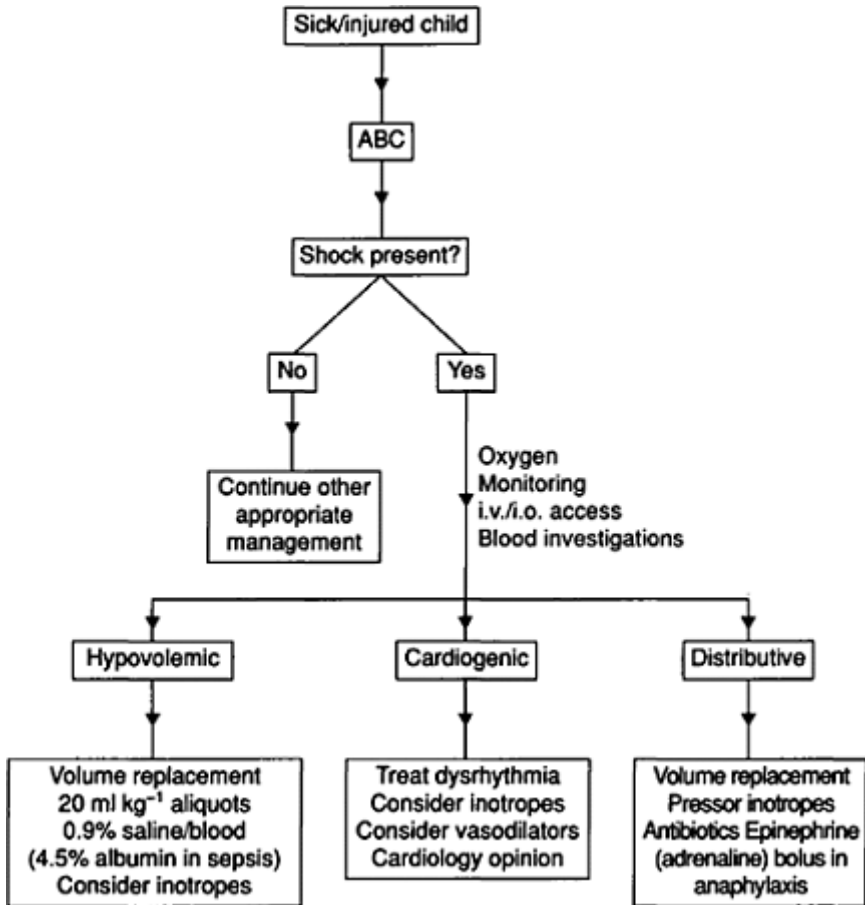 Sick/injured child
ABC
Shock present?
No
Yes
Continue other
appropriate
management
Oxygen
Monitoring
i.v./i.o. access
Blood investigations
Hypovolemic
Cardiogenic
Distributive
Volume replacement
20 ml kg⁻¹ aliquots
0.9% saline/blood
(4.5% albumin in sepsis)
Consider inotropes
Treat dysrhythmia
Consider inotropes
Consider vasodilators
Cardiology opinion
Volume replacement
Pressor inotropes
Antibiotics Epinephrine
(adrenaline) bolus in
anaphylaxis